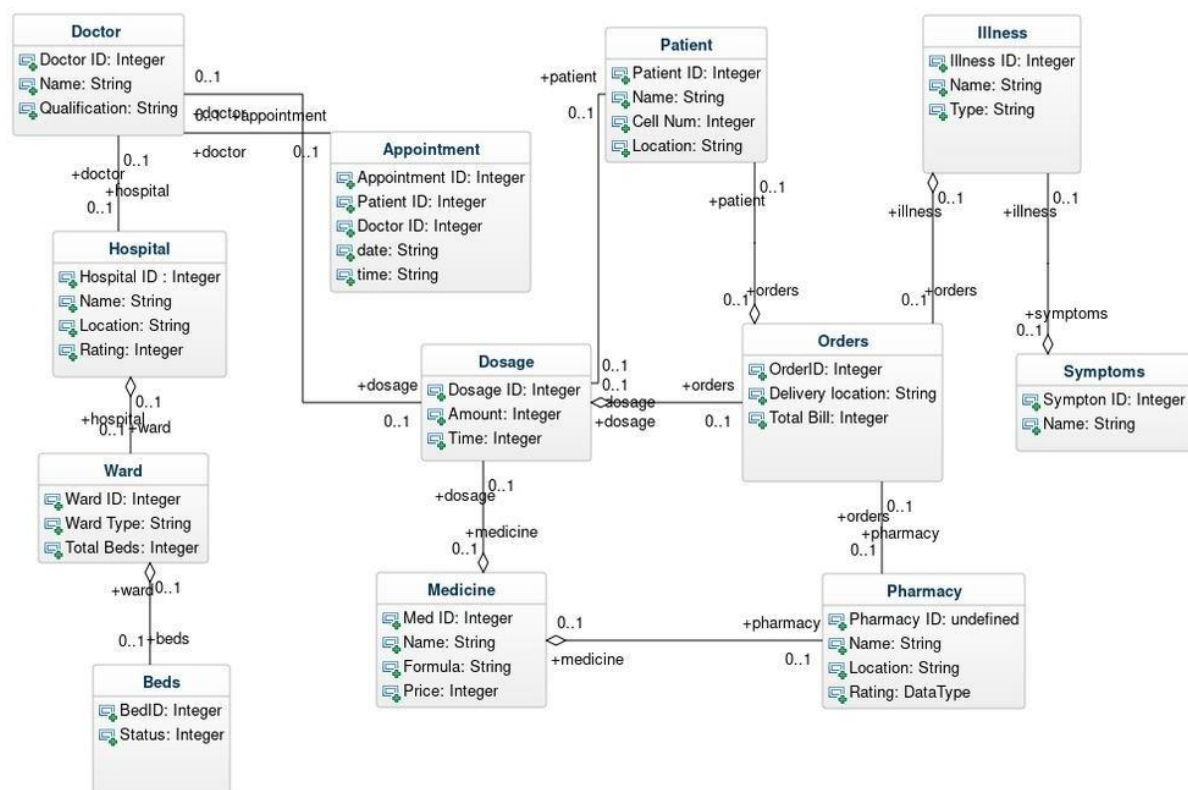 Doctor
Doctor ID: Integer
Name: String
Qualification: String
0..1
+doctor
0..1
+appointment
+doctor
0..1
Appointment
Appointment ID: Integer
Patient ID: Integer
Doctor ID: Integer
date: String
time: String
0..1
+doctor
+hospital
0..1
Hospital
Hospital ID : Integer
Name: String
Location: String
Rating: Integer
0..1
+hospital
0..1
+ward
Ward
Ward ID: Integer
Ward Type: String
Total Beds: Integer
0..1
+ward
0..1
+beds
Beds
BedID: Integer
Status: Integer
Patient
Patient ID: Integer
Name: String
Cell Num: Integer
Location: String
+patient
0..1
0..1
+patient
+orders
0..1
Illness
Illness ID: Integer
Name: String
Type: String
0..1
+illness
0..1
+orders
0..1
+illness
+symptoms
0..1
Symptoms
Sympton ID: Integer
Name: String
Orders
OrderID: Integer
Delivery location: String
Total Bill: Integer
Dosage
Dosage ID: Integer
Amount: Integer
Time: Integer
+dosage
0..1
0..1
0..1
+dosage
+dosage
+orders
0..1
0..1
+dosage
+medicine
0..1
Medicine
Med ID: Integer
Name: String
Formula: String
Price: Integer
0..1
+medicine
+pharmacy
0..1
0..1
+orders
+pharmacy
0..1
Pharmacy
Pharmacy ID: undefined
Name: String
Location: String
Rating: DataType